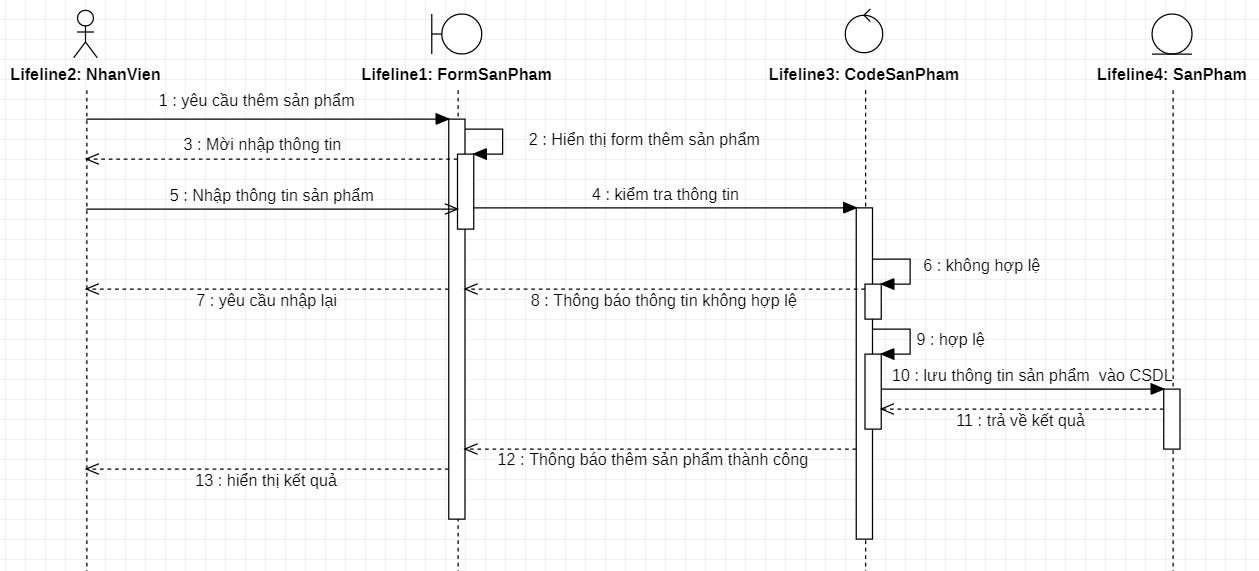 Lifeline2: NhanVien
Lifeline1: FormSanPham
Lifeline3: CodeSanPham
Lifeline4: SanPham
1 : yêu cầu thêm sản phẩm
2 : Hiển thị form thêm sản phẩm
3 : Mời nhập thông tin
5 : Nhập thông tin sản phẩm
4 : kiểm tra thông tin
6 : không hợp lệ
7 : yêu cầu nhập lại
8 : Thông báo thông tin không hợp lệ
9 : hợp lệ
10 : lưu thông tin sản phẩm  vào CSDL
11 : trả về kết quả
12 : Thông báo thêm sản phẩm thành công
13 : hiển thị kết quả